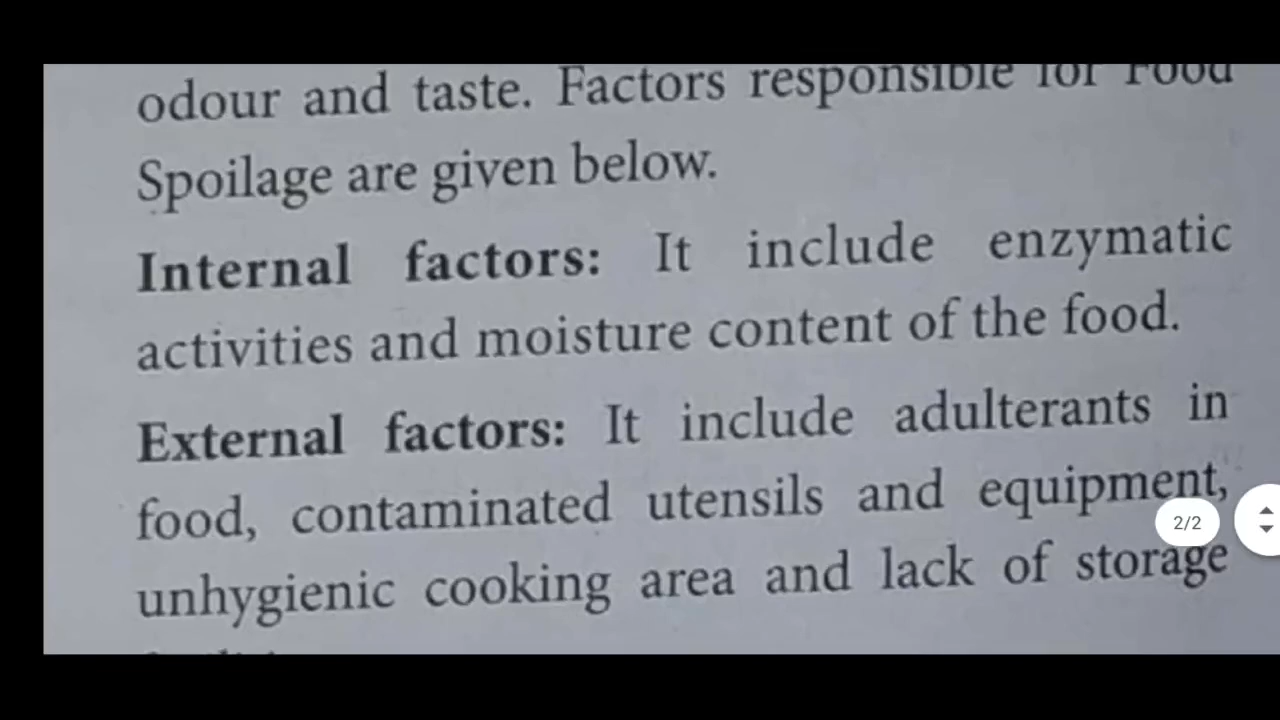 odour and taste. Factors responsible for Food
Spoilage are given below.
Internal factors: It include enzymatic
activities and moisture content of the food.
External factors: It include adulterants in
food, contaminated utensils and equipment,
unhygienic cooking area and lack of storage
2/2